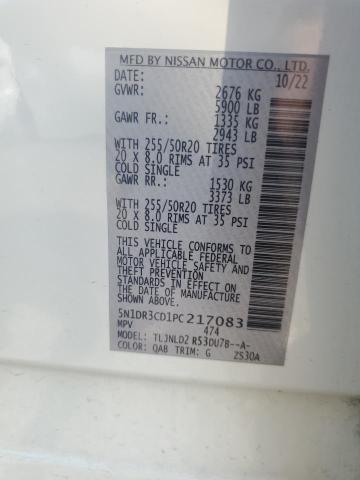 MFD BY NISSAN MOTOR CO., LTD.
DATE: 10/22
GVWR: 2676 KG
5900 LB
GAWR FR.: 1335 KG
2943 LB
WITH 255/50R20 TIRES
20 X 8.0 RIMS AT 35 PSI
COLD SINGLE
GAWR RR.: 1530 KG
3373 LB
WITH 255/50R20 TIRES
20 X 8.0 RIMS AT 35 PSI
COLD SINGLE
THIS VEHICLE CONFORMS TO
ALL APPLICABLE FEDERAL
MOTOR VEHICLE SAFETY AND
THEFT PREVENTION
STANDARDS IN EFFECT ON
THE DATE OF MANUFACTURE
SHOWN ABOVE.
5N1DR3CD1PC217083
MPV 474
TYPE: TLJNLD2 R53DU7B--A-
COLOR: QAB TRIM: G ZS30A